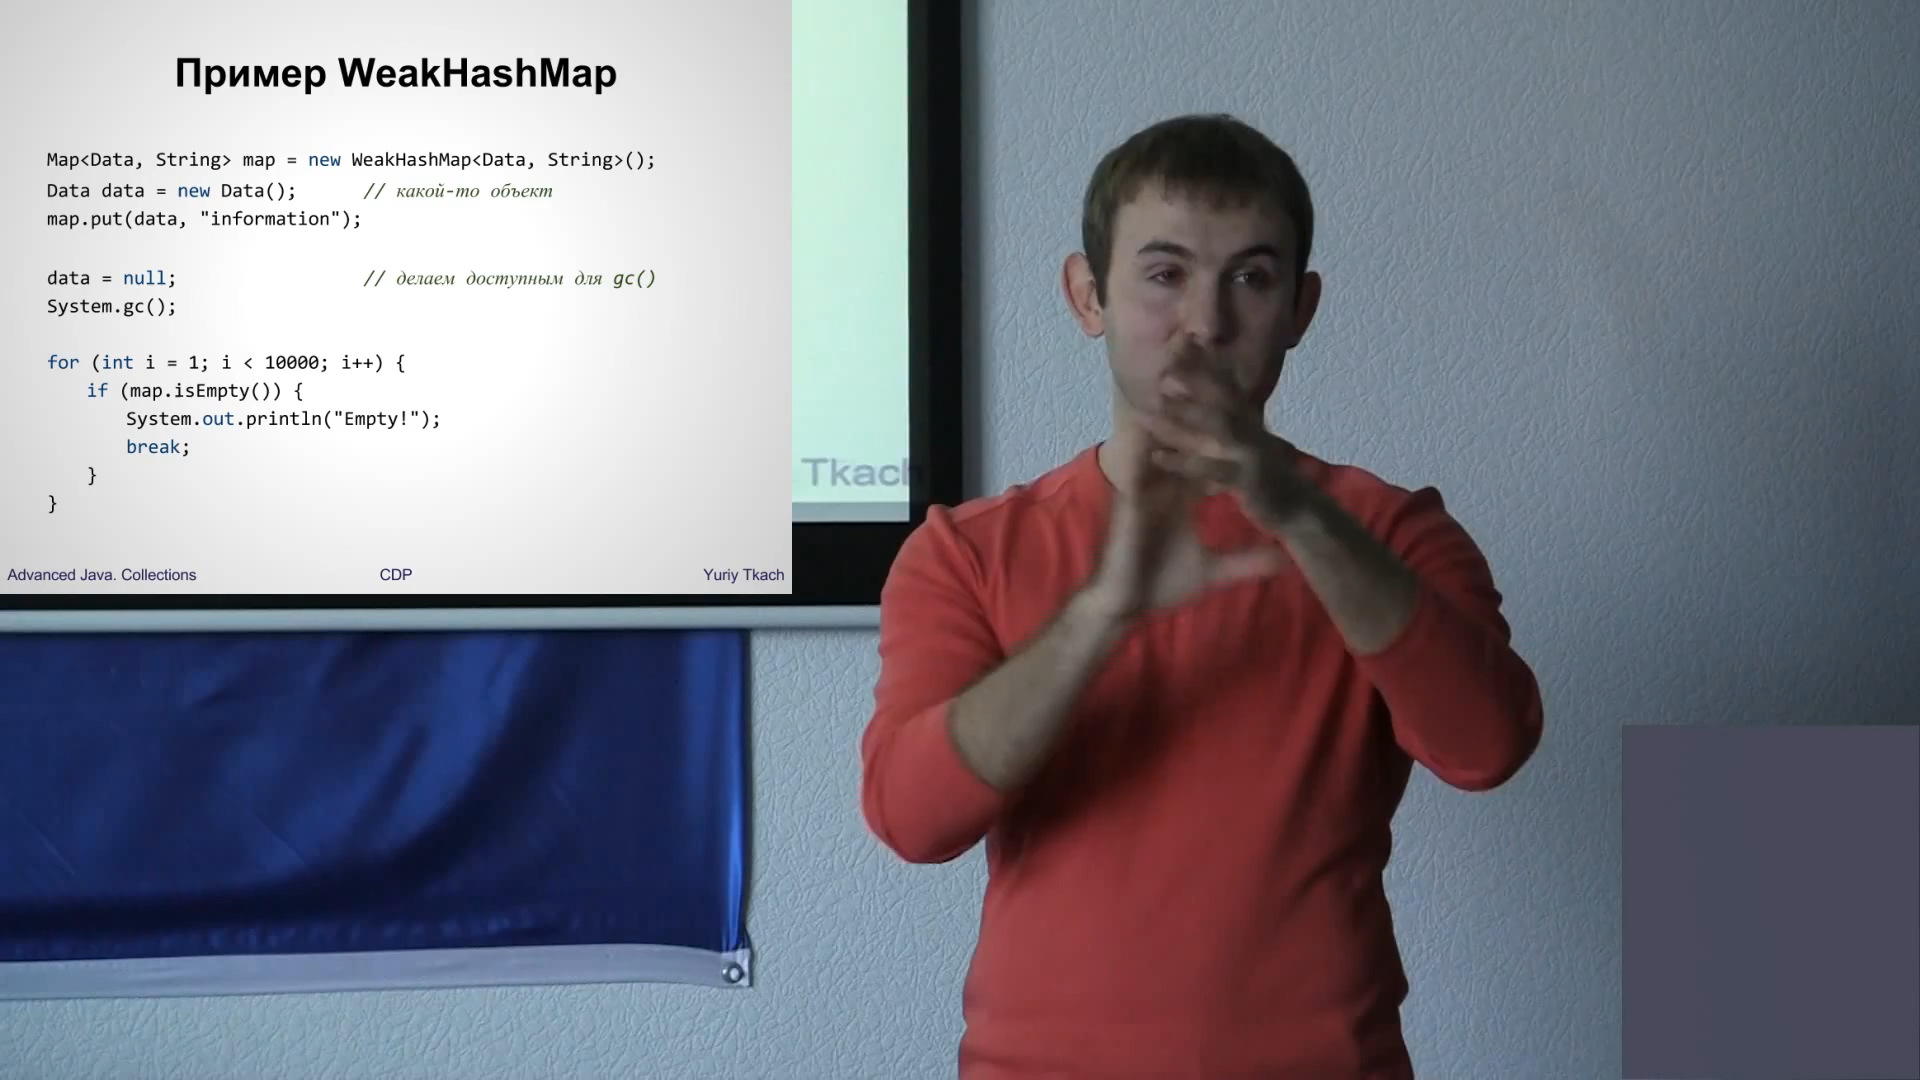 Пример WeakHashMap
Map<Data, String> map = new WeakHashMap<Data, String>();
Data data = new Data(); // какой-то объект
map.put(data, "information");
data = null; // делаем доступным для gc()
System.gc();
for (int i = 1; i < 10000; i++) {
if (map.isEmpty()) {
System.out.println("Empty!");
break;
}
}
Advanced Java. Collections CDP Yuriy Tkach
Tkach